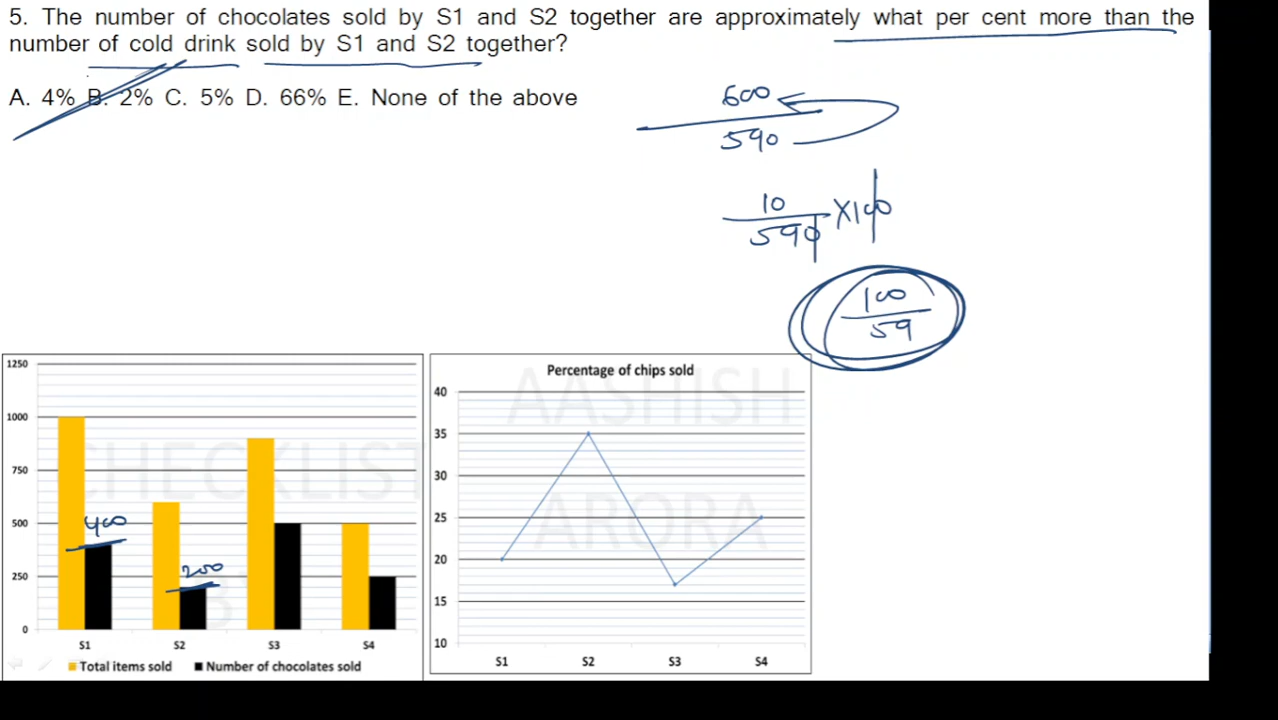 5. The number of chocolates sold by S1 and S2 together are approximately what per cent more than the
number of cold drink sold by S1 and S2 together?
A. 4% B. 2% C. 5% D. 66% E. None of the above
600
590
10
590 X100
100
59
1250
1000
750
500
250
0
400
200
S1 S2 S3 S4
Total items sold Number of chocolates sold
CHECKLIST
Percentage of chips sold
40
35
30
25
20
15
10
S1 S2 S3 S4
AASHISH
ARORA